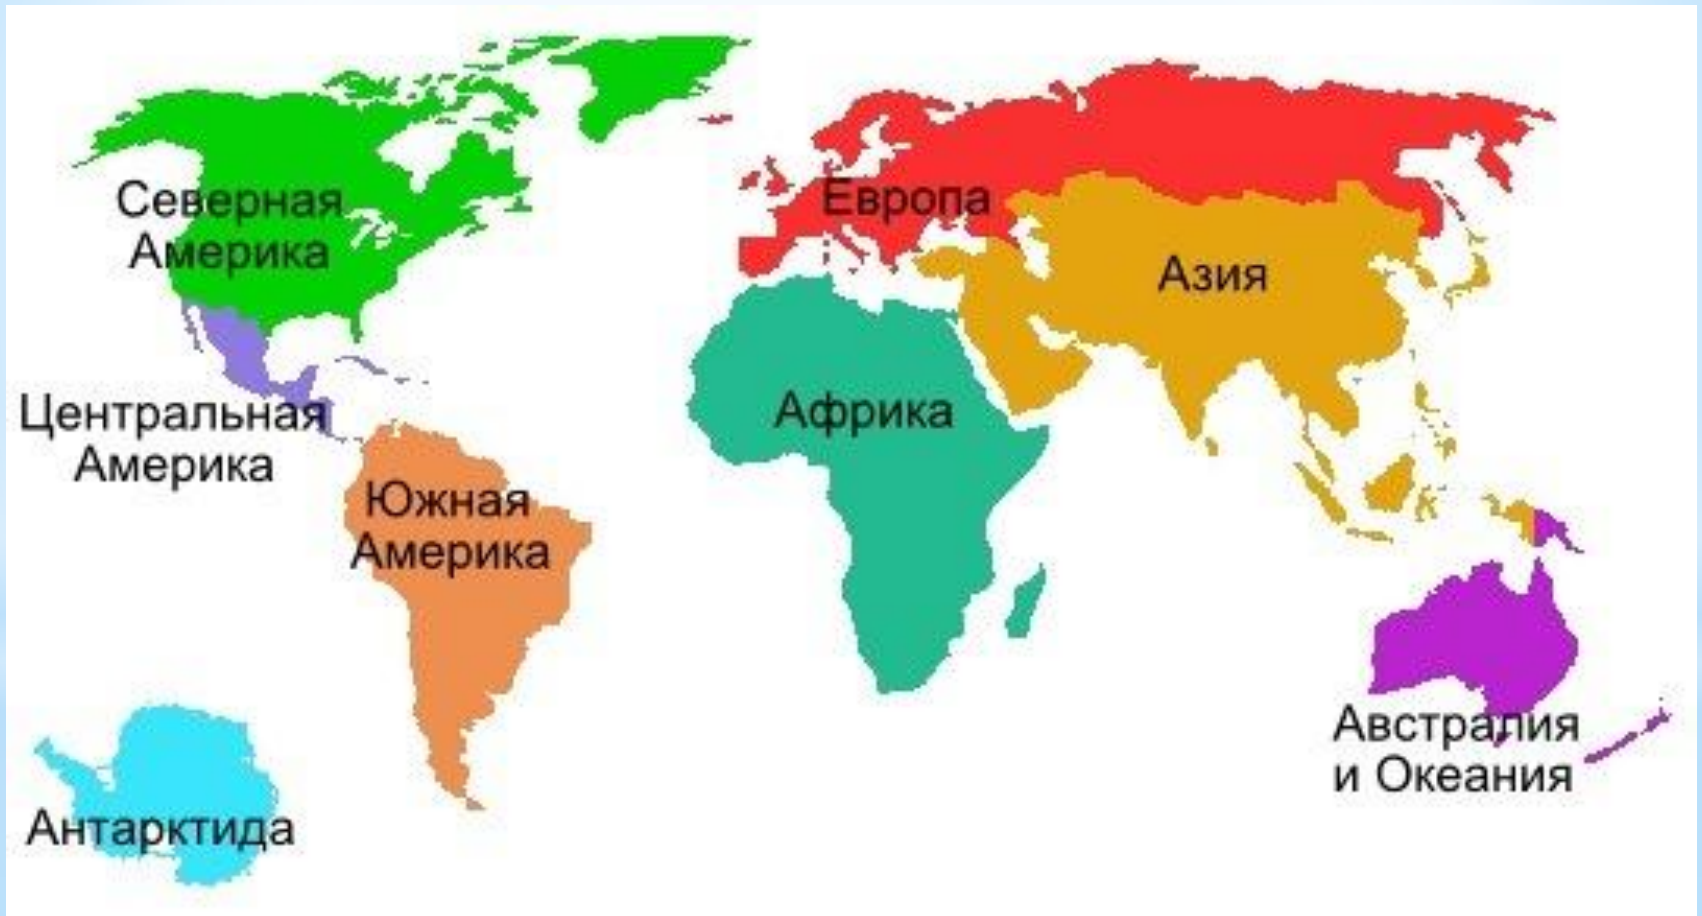 Северная
Америка
Европа
Азия
Центральная
Америка
Африка
Южная
Америка
Австралия
и Океания
Антарктида